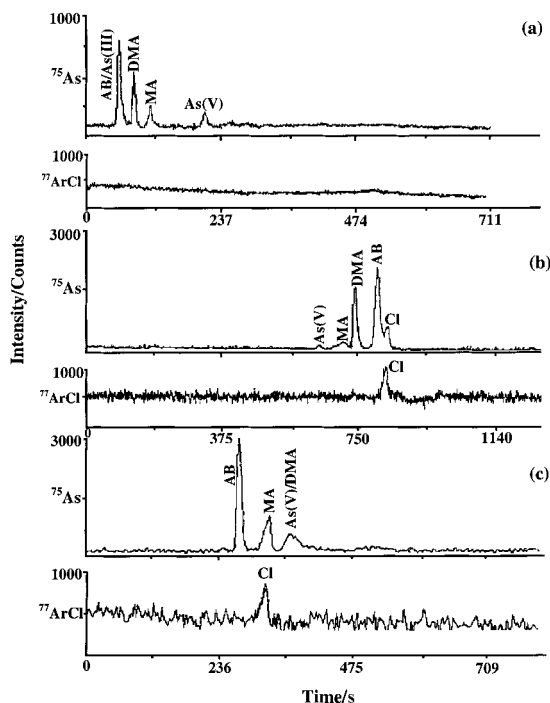 Intensity/Counts
(a)
1000
⁷⁵As
AB/As(III)
DMA
MA
As(V)
1000
⁷⁷ArCl
0 237 474 711
(b)
3000
⁷⁵As
As(V)
MA
DMA
AB
Cl
1000
⁷⁷ArCl
Cl
0 375 750 1140
(c)
3000
⁷⁵As
AB
MA
As(V)/DMA
1000
⁷⁷ArCl
Cl
0 236 475 709
Time/s